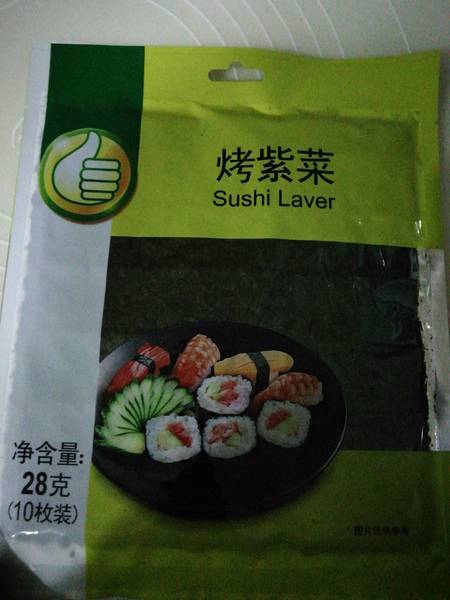 烤紫菜
Sushi Laver
净含量:
28克
(10枚装)
图片仅供参考